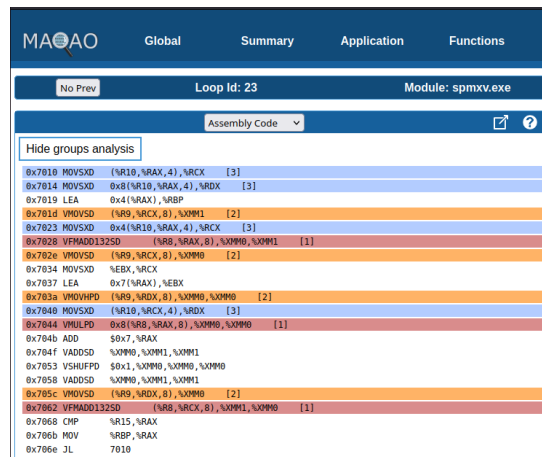 MAQAO Global Summary Application Functions
No Prev Loop Id: 23 Module: spmxv.exe
Assembly Code
?
Hide groups analysis
0x7010 MOVSXD (%R10,%RAX,4),%RCX [3]
0x7014 MOVSXD 0x8(%R10,%RAX,4),%RDX [3]
0x7019 LEA 0x4(%RAX),%RBP
0x701d VMOVSD (%R9,%RCX,8),%XMM1 [2]
0x7023 MOVSXD 0x4(%R10,%RAX,4),%RCX [3]
0x7028 VFMADD132SD (%R8,%RAX,8),%XMM0,%XMM1 [1]
0x702e VMOVSD (%R9,%RCX,8),%XMM0 [2]
0x7034 MOVSXD %EBX,%RCX
0x7037 LEA 0x7(%RAX),%EBX
0x703a VMOVHPD (%R9,%RDX,8),%XMM0,%XMM0 [2]
0x7040 MOVSXD (%R10,%RCX,4),%RDX [3]
0x7044 VMULPD 0x8(%R8,%RAX,8),%XMM0,%XMM0 [1]
0x704b ADD $0x7,%RAX
0x704f VADDSD %XMM0,%XMM1,%XMM1
0x7053 VSHUFPD $0x1,%XMM0,%XMM0,%XMM0
0x7058 VADDSD %XMM0,%XMM1,%XMM1
0x705c VMOVSD (%R9,%RDX,8),%XMM0 [2]
0x7062 VFMADD132SD (%R8,%RCX,8),%XMM1,%XMM0 [1]
0x7068 CMP %R15,%RAX
0x706b MOV %RBP,%RAX
0x706e JL 7010